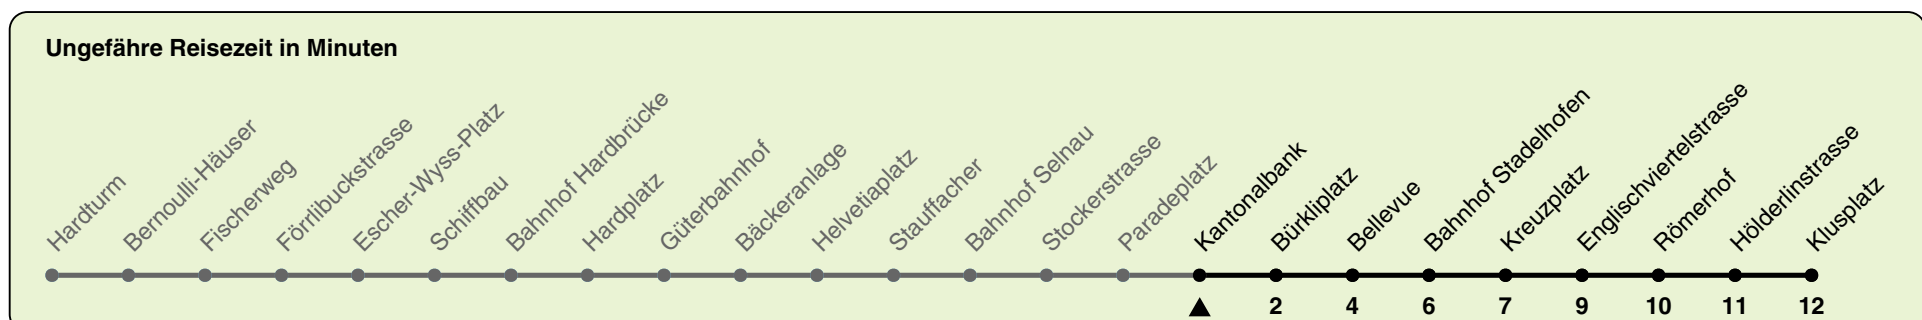 Ungefähre Reisezeit in Minuten
Hardturm
Bernoulli-Häuser
Fischerweg
Förrlibuckstrasse
Escher-Wyss-Platz
Schiffbau
Bahnhof Hardbrücke
Hardplatz
Güterbahnhof
Bäckeranlage
Helvetiaplatz
Stauffacher
Bahnhof Selnau
Stockerstrasse
Paradeplatz
Kantonalbank
Bürkliplatz
Bellevue
Bahnhof Stadelhofen
Kreuzplatz
Englischviertelstrasse
Römerhof
Hölderlinstrasse
Klusplatz
2 4 6 7 9 10 11 12